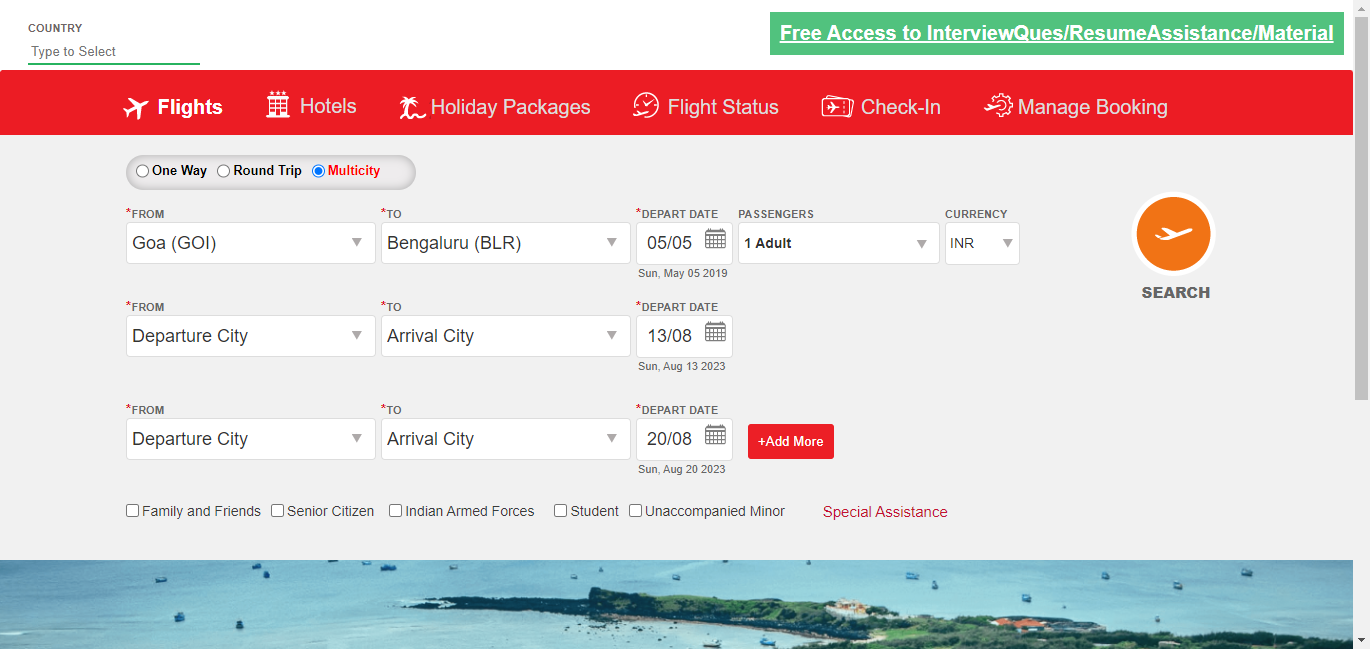 COUNTRY
Type to Select
Free Access to InterviewQues/ResumeAssistance/Material
Flights Hotels Holiday Packages Flight Status Check-In Manage Booking
One Way Round Trip Multicity
*FROM *TO *DEPART DATE PASSENGERS CURRENCY
Goa (GOI) Bengaluru (BLR) 05/05 1 Adult INR
Sun, May 05 2019
SEARCH
*FROM *TO *DEPART DATE
Departure City Arrival City 13/08
Sun, Aug 13 2023
*FROM *TO *DEPART DATE
Departure City Arrival City 20/08 +Add More
Sun, Aug 20 2023
Family and Friends Senior Citizen Indian Armed Forces Student Unaccompanied Minor Special Assistance